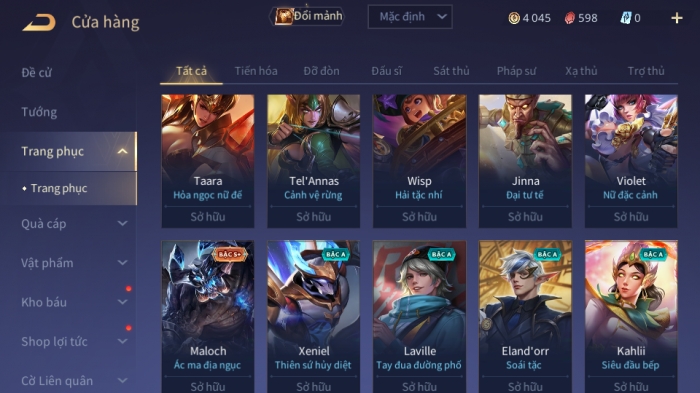 Cửa hàng
Đổi mảnh
Mặc định
4 045
598
0
Đề cử
Tướng
Trang phục
Trang phục
Quà cáp
Vật phẩm
Kho báu
Shop lợi tức
Cờ Liên quân
Tất cả
Tiến hóa
Đỡ đòn
Đấu sĩ
Sát thủ
Pháp sư
Xạ thủ
Trợ thủ
Taara
Hỏa ngọc nữ đế
Sở hữu
Tel'Annas
Cảnh vệ rừng
Sở hữu
Wisp
Hải tặc nhí
Sở hữu
Jinna
Đại tư tế
Sở hữu
Violet
Nữ đặc cảnh
Sở hữu
BẬC S+
Maloch
Ác ma địa ngục
Sở hữu
BẬC A
Xeniel
Thiên sứ hủy diệt
Sở hữu
BẬC A
Laville
Tay đua đường phố
Sở hữu
BẬC A
Eland'orr
Soái tặc
Sở hữu
BẬC A
Kahlii
Siêu đầu bếp
Sở hữu